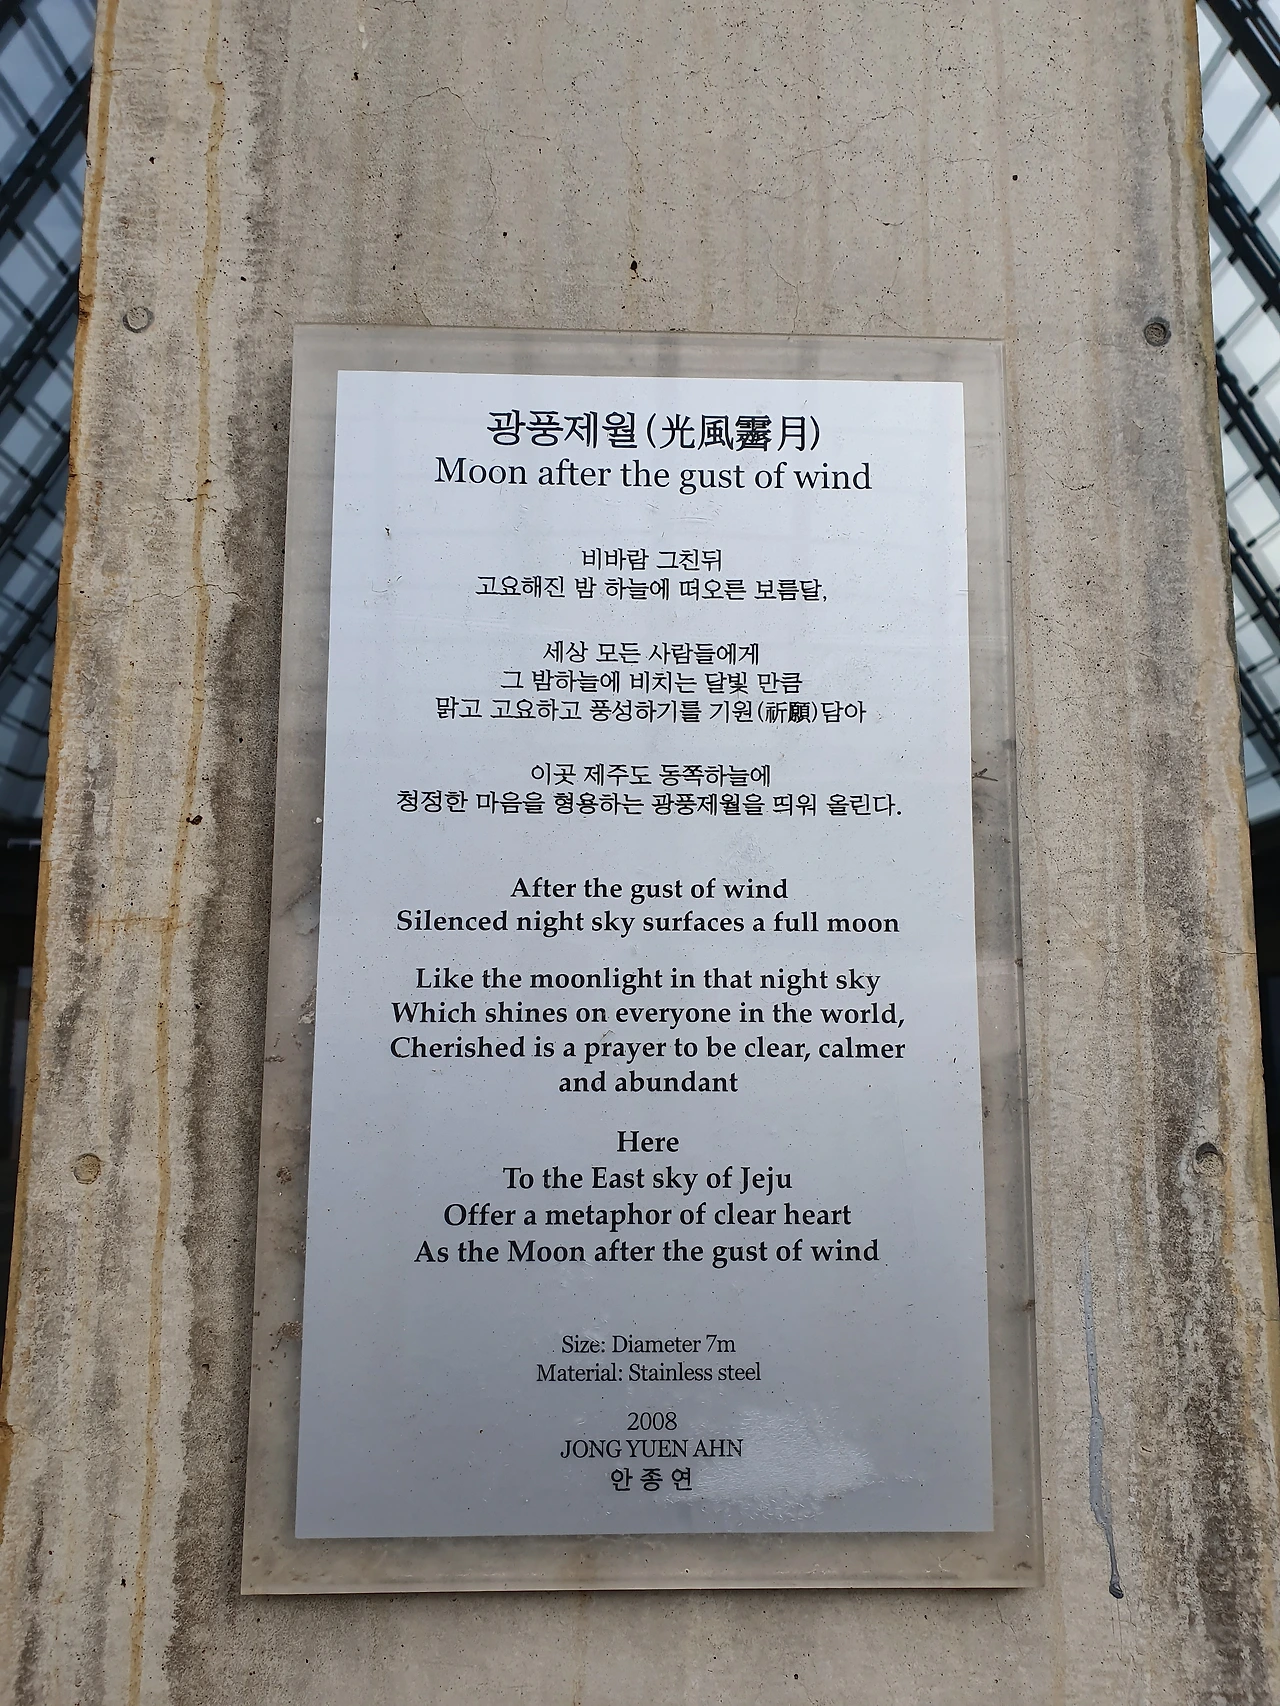 광풍제월(光風霽月)
Moon after the gust of wind
비바람 그친뒤
고요해진 밤 하늘에 떠오른 보름달,
세상 모든 사람들에게
그 밤하늘에 비치는 달빛 만큼
맑고 고요하고 풍성하기를 기원(祈願)담아
이곳 제주도 동쪽하늘에
청정한 마음을 형용하는 광풍제월을 띄워 올린다.
After the gust of wind
Silenced night sky surfaces a full moon
Like the moonlight in that night sky
Which shines on everyone in the world,
Cherished is a prayer to be clear, calmer
and abundant
Here
To the East sky of Jeju
Offer a metaphor of clear heart
As the Moon after the gust of wind
Size: Diameter 7m
Material: Stainless steel
2008
JONG YUEN AHN
안 종 연